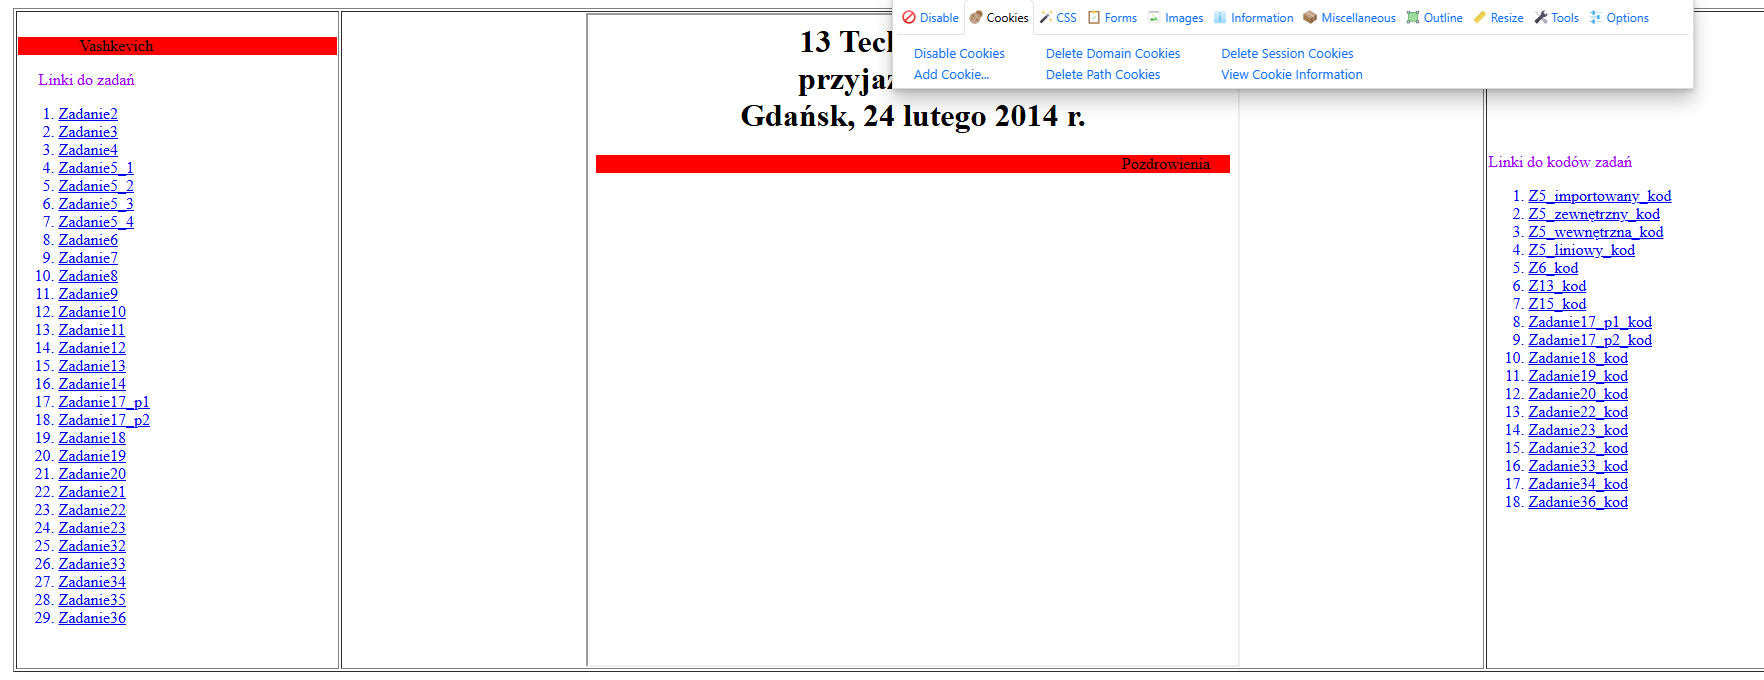 Disable Cookies CSS Forms Images Information Miscellaneous Outline Resize Tools Options
Disable Cookies Delete Domain Cookies Delete Session Cookies
Add Cookie... Delete Path Cookies View Cookie Information
Vashkevich
Linki do zadań
1. Zadanie2
2. Zadanie3
3. Zadanie4
4. Zadanie5_1
5. Zadanie5_2
6. Zadanie5_3
7. Zadanie5_4
8. Zadanie6
9. Zadanie7
10. Zadanie8
11. Zadanie9
12. Zadanie10
13. Zadanie11
14. Zadanie12
15. Zadanie13
16. Zadanie14
17. Zadanie17_p1
18. Zadanie17_p2
19. Zadanie18
20. Zadanie19
21. Zadanie20
22. Zadanie21
23. Zadanie22
24. Zadanie23
25. Zadanie32
26. Zadanie33
27. Zadanie34
28. Zadanie35
29. Zadanie36
13
Gdańsk, 24 lutego 2014 r.
Pozdrowienia
Linki do kodów zadań
1. Z5_importowany_kod
2. Z5_zewnętrzny_kod
3. Z5_wewnętrzna_kod
4. Z5_liniowy_kod
5. Z6_kod
6. Z13_kod
7. Z15_kod
8. Zadanie17_p1_kod
9. Zadanie17_p2_kod
10. Zadanie18_kod
11. Zadanie19_kod
12. Zadanie20_kod
13. Zadanie22_kod
14. Zadanie23_kod
15. Zadanie32_kod
16. Zadanie33_kod
17. Zadanie34_kod
18. Zadanie36_kod